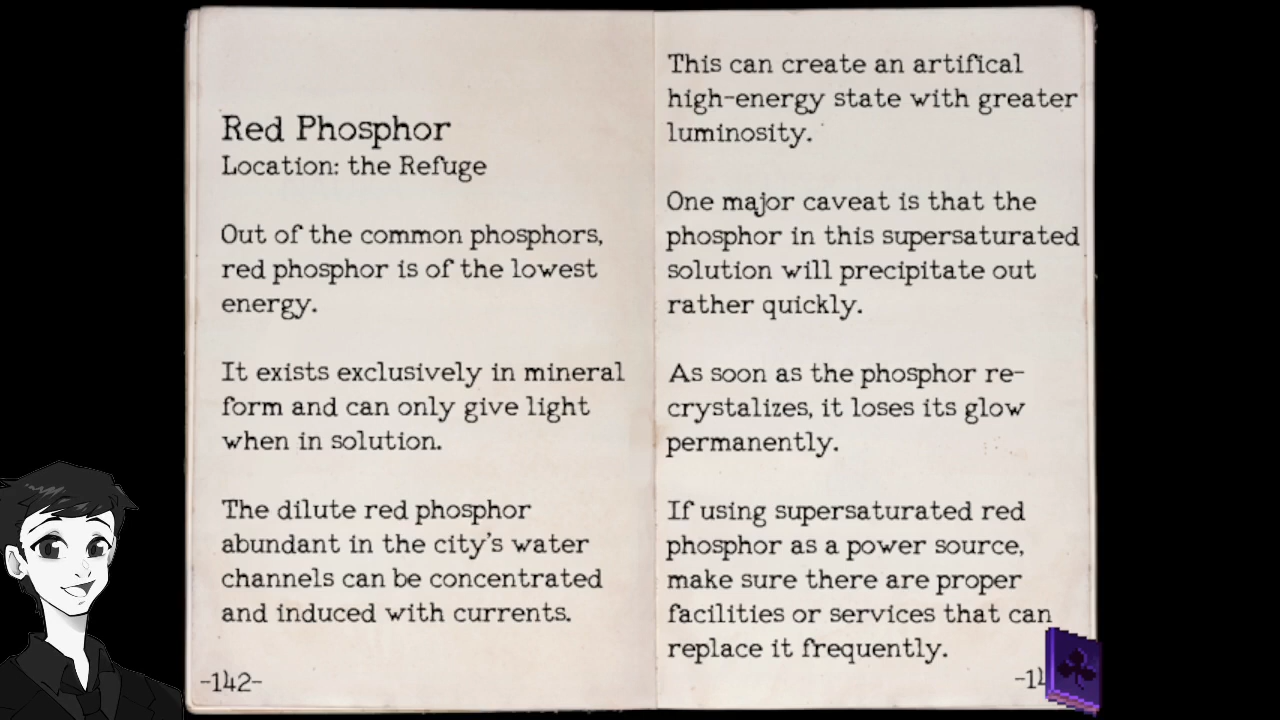 Red Phosphor
Location: the Refuge
Out of the common phosphors,
red phosphor is of the lowest
energy.
It exists exclusively in mineral
form and can only give light
when in solution.
The dilute red phosphor
abundant in the city's water
channels can be concentrated
and induced with currents.
-142-
This can create an artifical
high-energy state with greater
luminosity.
One major caveat is that the
phosphor in this supersaturated
solution will precipitate out
rather quickly.
As soon as the phosphor re-
crystalizes, it loses its glow
permanently.
If using supersaturated red
phosphor as a power source,
make sure there are proper
facilities or services that can
replace it frequently.